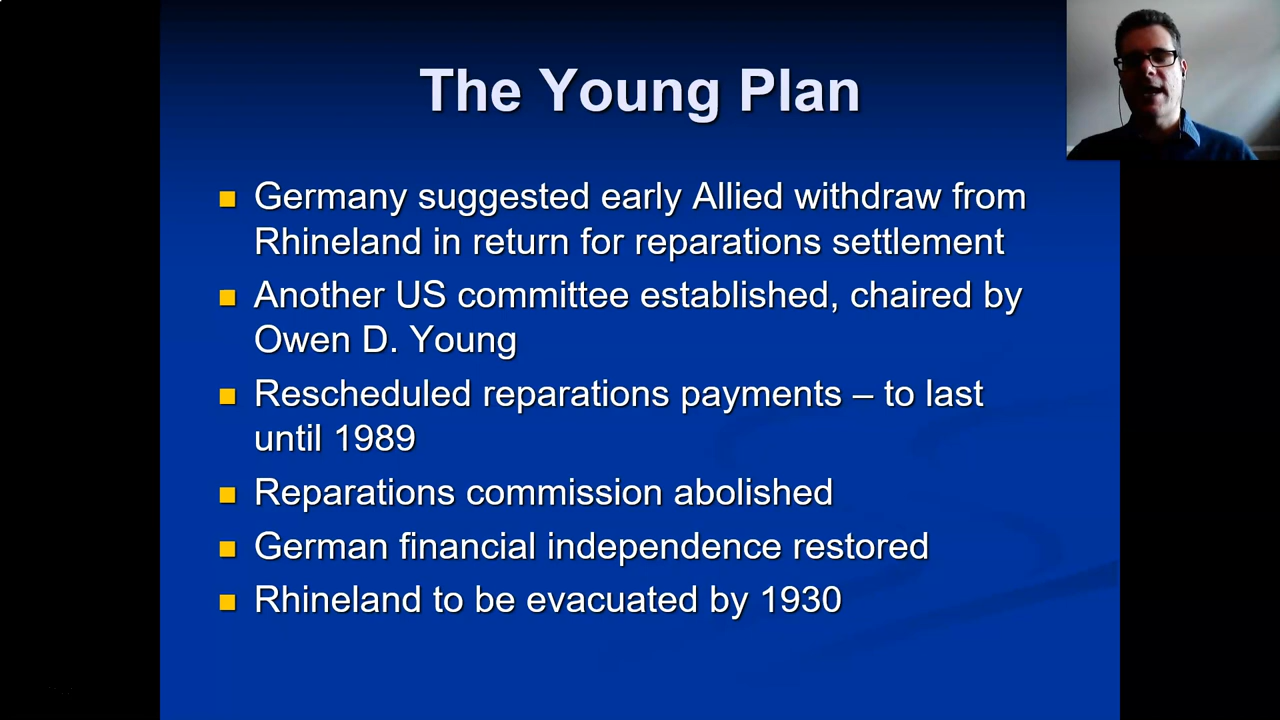 The Young Plan
Germany suggested early Allied withdraw from
Rhineland in return for reparations settlement
Another US committee established, chaired by
Owen D. Young
Rescheduled reparations payments – to last
until 1989
Reparations commission abolished
German financial independence restored
Rhineland to be evacuated by 1930